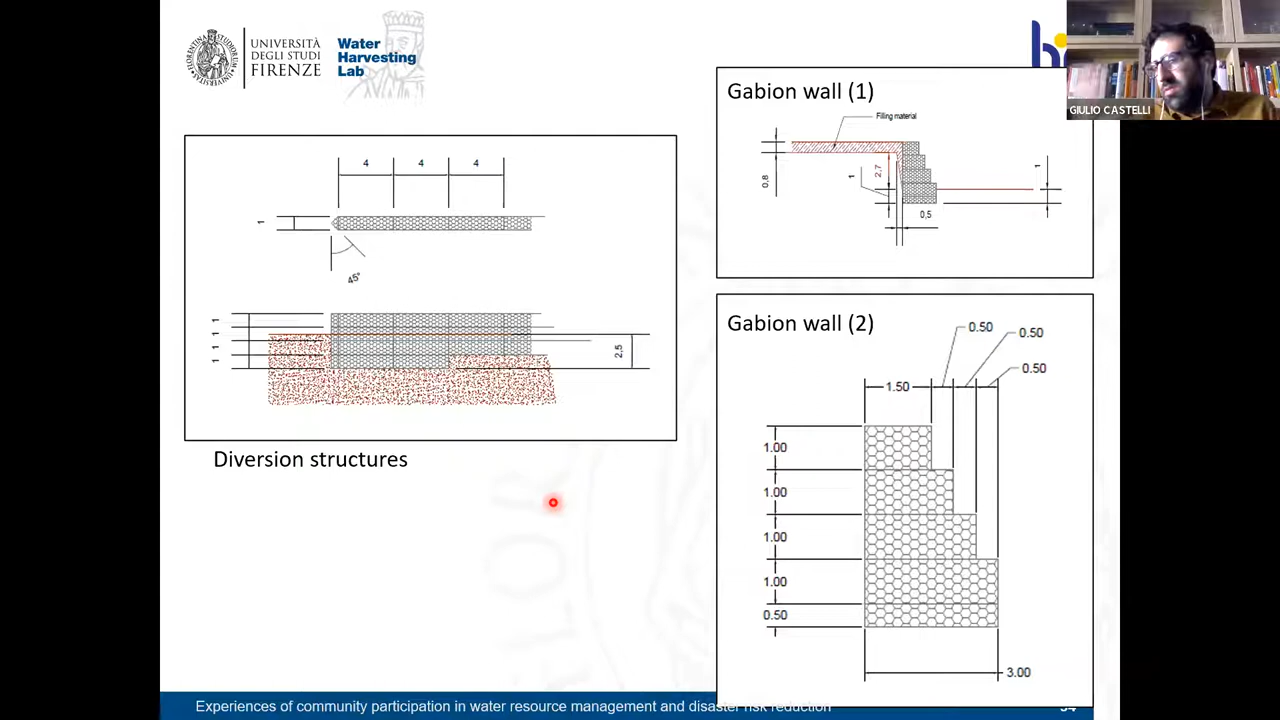 UNIVERSITÀ
DEGLI STUDI
FIRENZE
Water
Harvesting
Lab
GIULIO CASTELLI
Gabion wall (1)
Filling material
0,8
1
2,7
0,5
1
4 4 4
1
45°
1
1
1
1
2,5
Diversion structures
Gabion wall (2)
0.50
0.50
0.50
1.50
1.00
1.00
1.00
1.00
0.50
3.00
Experiences of community participation in water resource management and disaster risk reduction